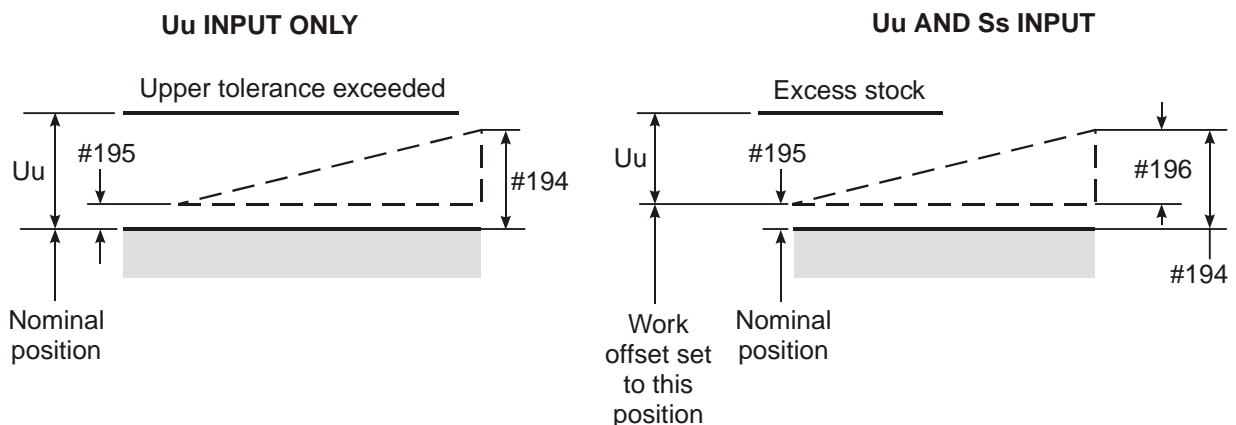 Uu INPUT ONLY
Upper tolerance exceeded
Uu
#195
#194
Nominal
position
Uu AND Ss INPUT
Excess stock
Uu
#195
#196
#194
Work
offset set
to this
position
Nominal
position